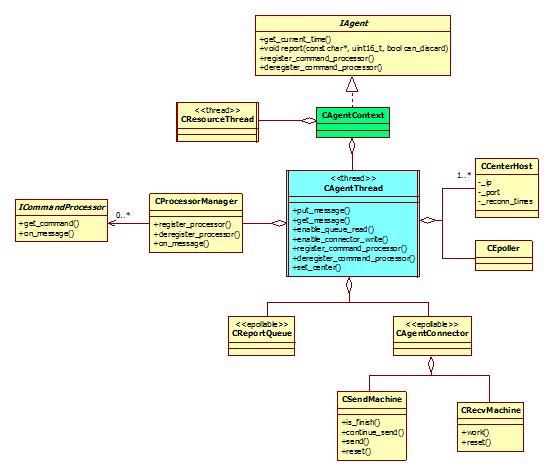 IAgent
+get_current_time()
+void report(const char*, uint16_t, bool can_discard)
+register_command_processor()
+deregister_command_processor()
<<thread>>
CResourceThread
CAgentContext
<<thread>>
CAgentThread
+put_message()
+get_message()
+enable_queue_read()
+enable_connector_write()
+register_command_processor()
+deregister_command_processor()
+set_center()
1..*
CCenterHost
-_ip
-_port
-_reconn_times
ICommandProcessor
+get_command()
+on_message()
0..*
CProcessorManager
+register_processor()
+deregister_processor()
+on_message()
CEpoller
<<epollable>>
CReportQueue
<<epollable>>
CAgentConnector
CSendMachine
+is_finish()
+continue_send()
+send()
+reset()
CRecvMachine
+work()
+reset()